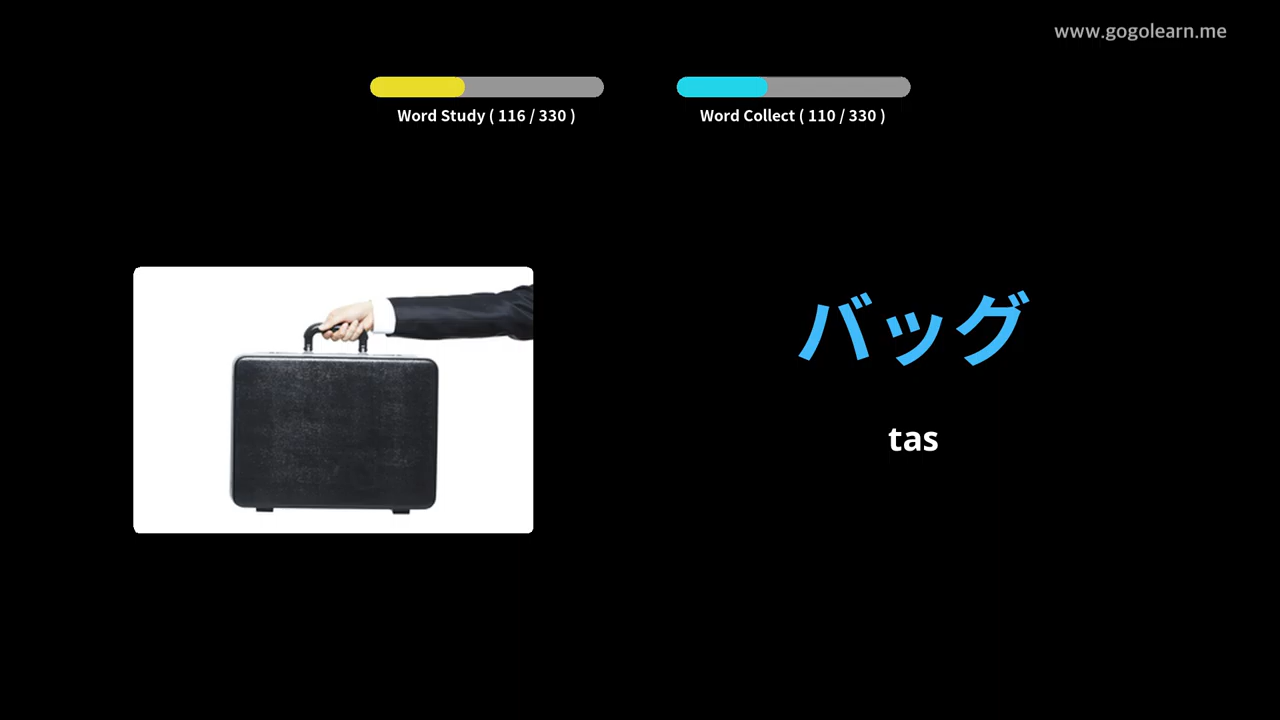 www.gogolearn.me
Word Study ( 116 / 330 )
Word Collect ( 110 / 330 )
バッグ
tas